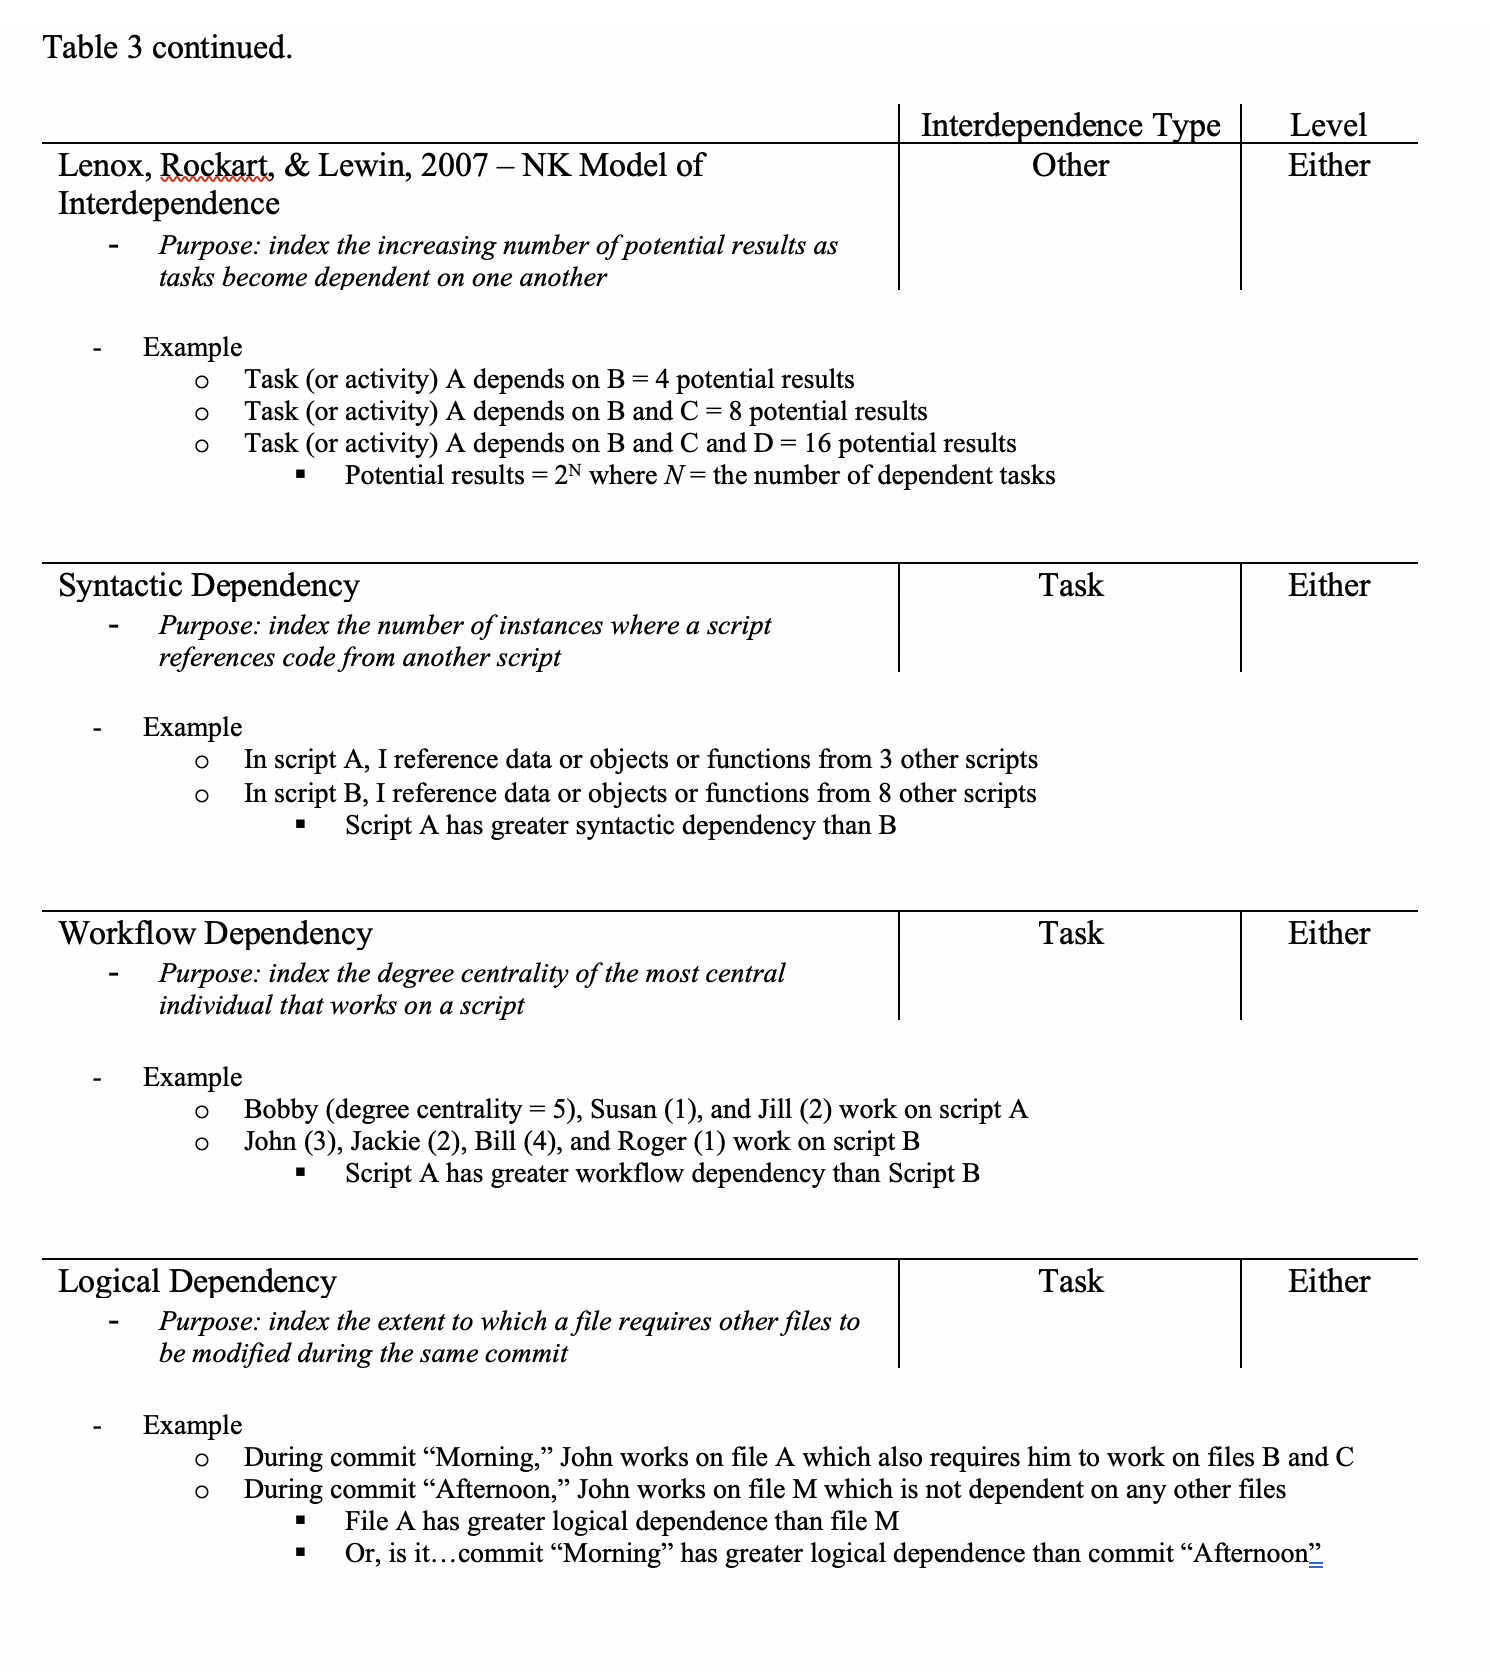 Table 3 continued.
Interdependence Type Level
Lenox, Rockart, & Lewin, 2007 – NK Model of Other Either
Interdependence
- Purpose: index the increasing number of potential results as
tasks become dependent on one another
- Example
o Task (or activity) A depends on B = 4 potential results
o Task (or activity) A depends on B and C = 8 potential results
o Task (or activity) A depends on B and C and D = 16 potential results
▪ Potential results = 2ᴺ where N = the number of dependent tasks
Syntactic Dependency Task Either
- Purpose: index the number of instances where a script
references code from another script
- Example
o In script A, I reference data or objects or functions from 3 other scripts
o In script B, I reference data or objects or functions from 8 other scripts
▪ Script A has greater syntactic dependency than B
Workflow Dependency Task Either
- Purpose: index the degree centrality of the most central
individual that works on a script
- Example
o Bobby (degree centrality = 5), Susan (1), and Jill (2) work on script A
o John (3), Jackie (2), Bill (4), and Roger (1) work on script B
▪ Script A has greater workflow dependency than Script B
Logical Dependency Task Either
- Purpose: index the extent to which a file requires other files to
be modified during the same commit
- Example
o During commit “Morning,” John works on file A which also requires him to work on files B and C
o During commit “Afternoon,” John works on file M which is not dependent on any other files
▪ File A has greater logical dependence than file M
▪ Or, is it…commit “Morning” has greater logical dependence than commit “Afternoon”